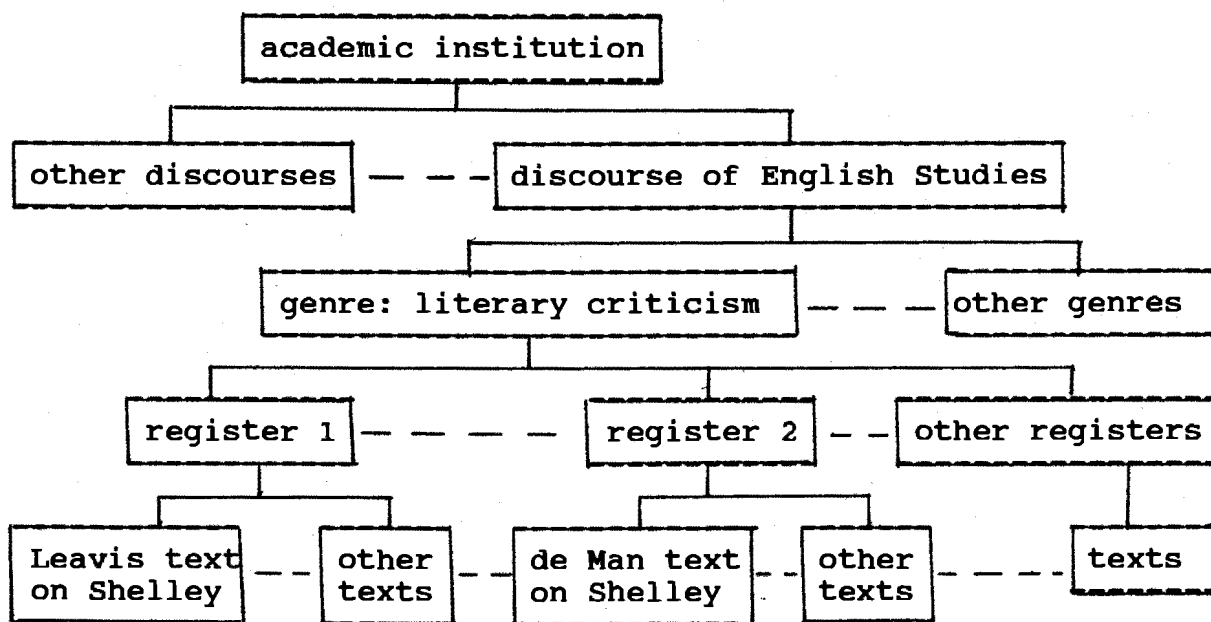 academic institution
other discourses
discourse of English Studies
genre: literary criticism
other genres
register 1
register 2
other registers
Leavis text
on Shelley
other
texts
de Man text
on Shelley
other
texts
texts